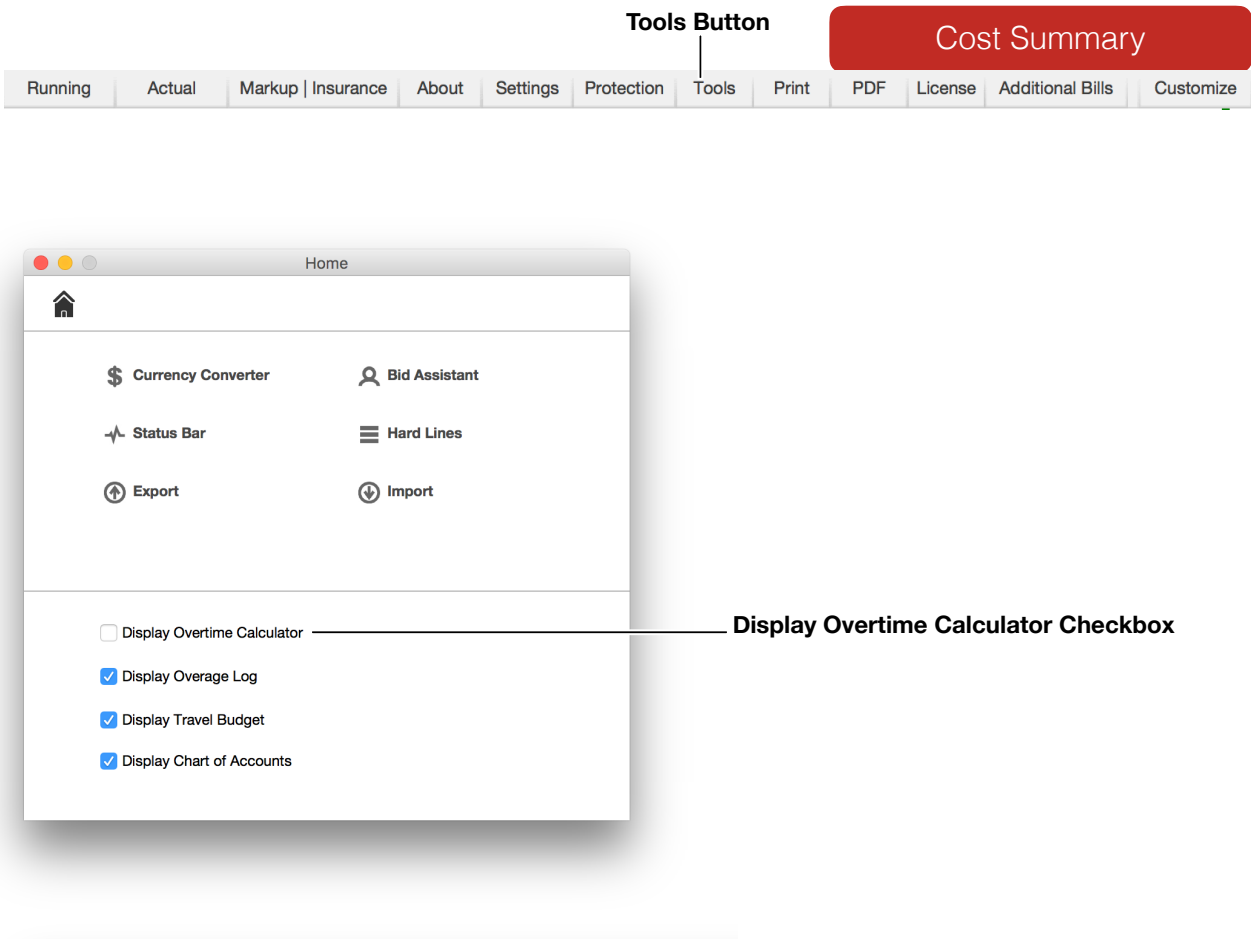 Tools Button
Cost Summary
Running Actual Markup | Insurance About Settings Protection Tools Print PDF License Additional Bills Customize
Home
$ Currency Converter
Bid Assistant
Status Bar
Hard Lines
Export
Import
Display Overtime Calculator
Display Overtime Calculator Checkbox
Display Overage Log
Display Travel Budget
Display Chart of Accounts